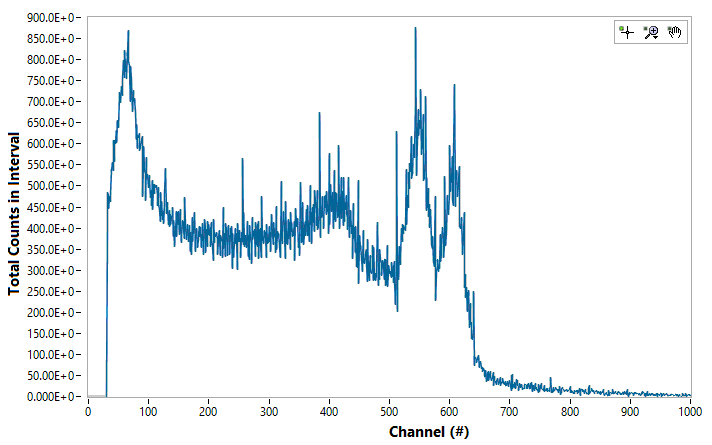 Total Counts in Interval
900.0E+0
850.0E+0
800.0E+0
750.0E+0
700.0E+0
650.0E+0
600.0E+0
550.0E+0
500.0E+0
450.0E+0
400.0E+0
350.0E+0
300.0E+0
250.0E+0
200.0E+0
150.0E+0
100.0E+0
50.00E+0
0.000E+0
0 100 200 300 400 500 600 700 800 900 1000
Channel (#)